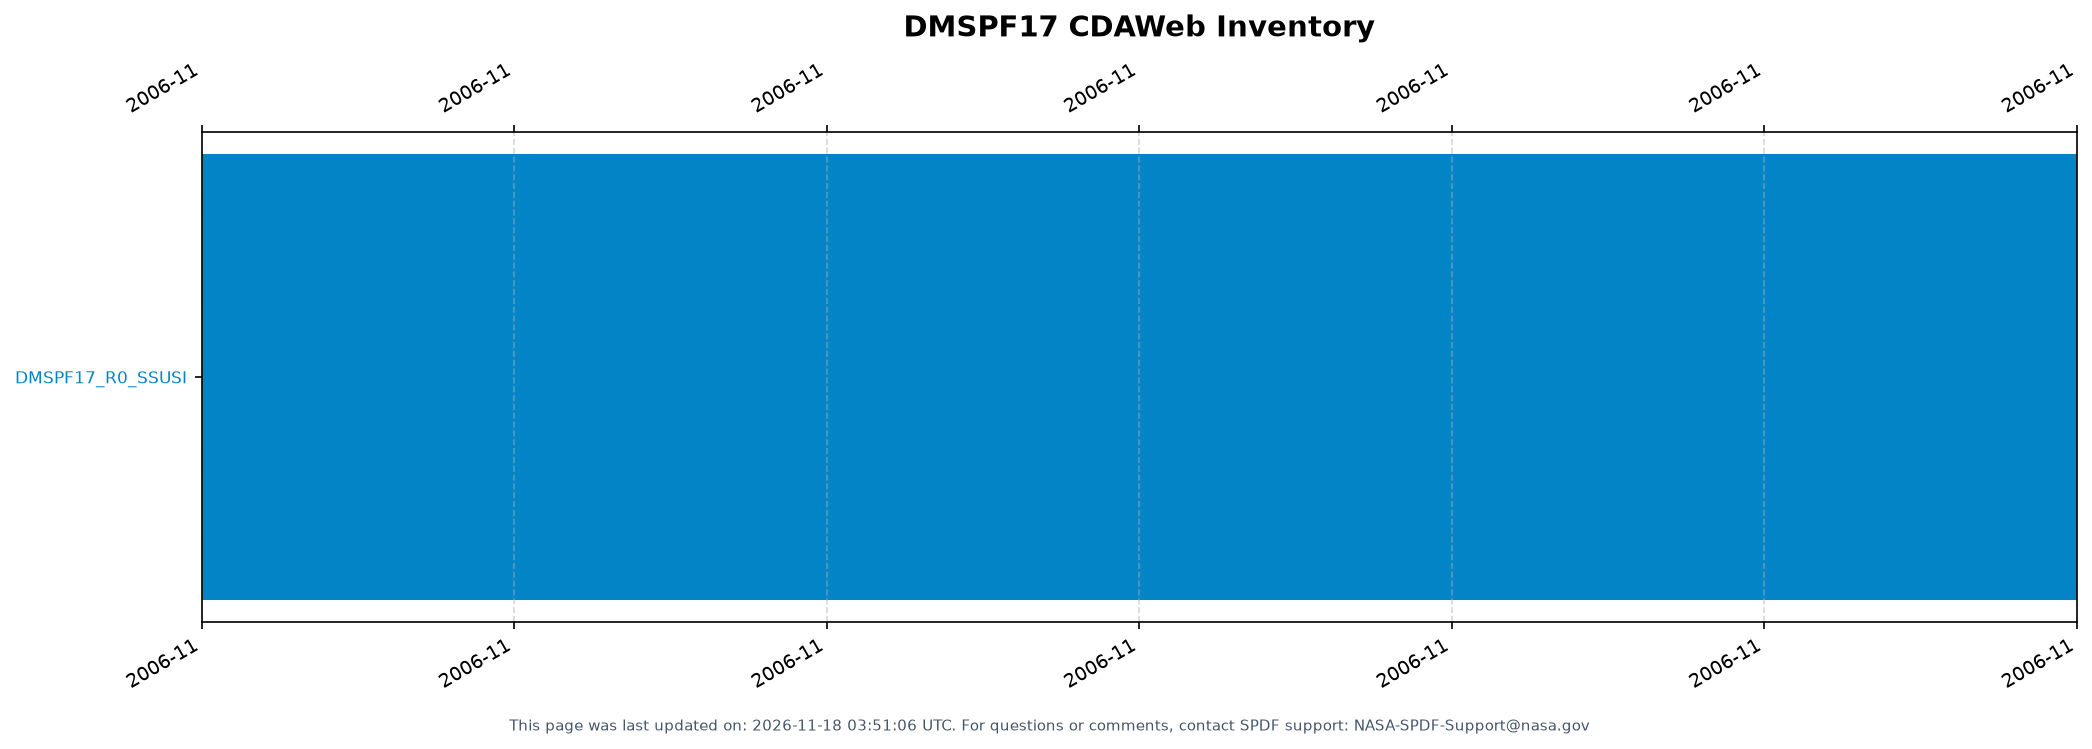 DMSPF17 CDAWeb Inventory
2006-11 2006-11 2006-11 2006-11 2006-11 2006-11 2006-11
DMSPF17_R0_SSUSI
2006-11 2006-11 2006-11 2006-11 2006-11 2006-11 2006-11
This page was last updated on: 2026-11-18 03:51:06 UTC. For questions or comments, contact SPDF support: NASA-SPDF-Support@nasa.gov